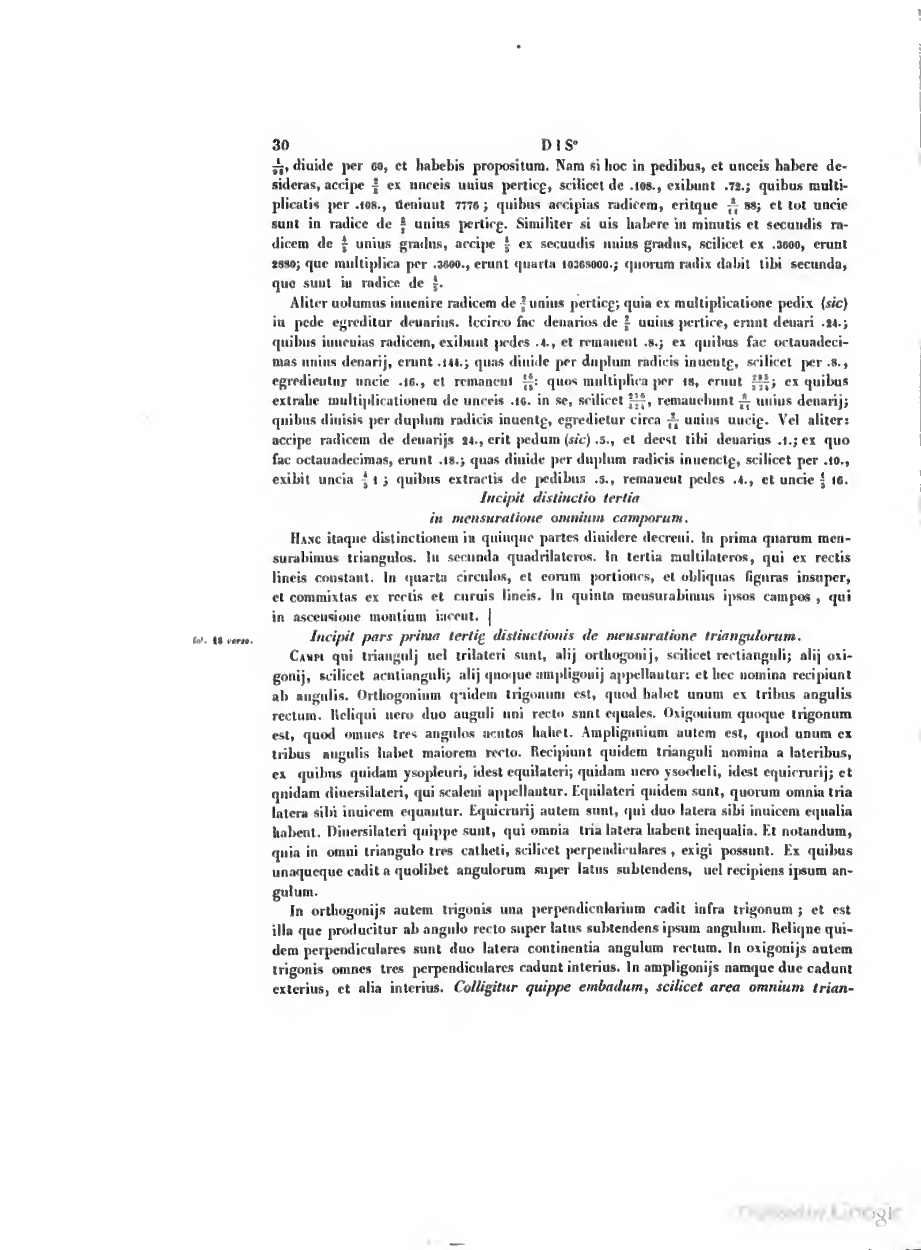 30 DIS°
diuide per 60, et habebis propositum. Nam si hoc in pedibus, et unceis habere de-
sideras, accipe ⅔ ex unceis unius perticę, scilicet de .108., exibunt .72.; quibus multi-
plicatis per .108., ueniunt 7776; quibus accipias radicem, eritque 88; et tot uncie
sunt in radice de ⅔ unius perticę. Similiter si uis habere in minutis et secundis ra-
dicem de ⅘ unius gradus, accipe ⅘ ex secundis unius gradus, scilicet ex .3600, erunt
2880; que multiplica per .3600., erunt quarta 10368000.; quorum radix dabit tibi secunda,
que sunt in radice de ⅘.
Aliter uolumus inuenire radicem de ⅔ unius perticę; quia ex multiplicatione pedix (sic)
in pede egreditur denarius. Iccirco fac denarios de ⅔ unius pertice, erunt denari .24.;
quibus inuenias radicem, exibunt pedes .4., et remanent .8.; ex quibus fac octauadeci-
mas unius denarij, erunt .144.; quas diuide per duplum radicis inuentę, scilicet per .8.,
egredientur uncie .16., et remanent 16/18: quos multiplica per 18, erunt 288/324; ex quibus
extrahe multiplicationem de unceis .16. in se, scilicet 256/324, remanebunt 8/81 unius denarij;
quibus diuisis per duplum radicis inuentę, egredietur circa 2/11 unius uncię. Vel aliter:
accipe radicem de denarijs 24., erit pedum (sic) .5., et deest tibi denarius .1.; ex quo
fac octauadecimas, erunt .18.; quas diuide per duplum radicis inuenctę, scilicet per .10.,
exibit uncia ⅘ 1 ; quibus extractis de pedibus .5., remanent pedes .4., et uncie ⅕ 16.
Incipit distinctio tertia
in mensuratione omnium camporum.
HANC itaque distinctionem in quinque partes diuidere decreui. In prima quarum men-
surabimus triangulos. In secunda quadrilateros. In tertia multilateros, qui ex rectis
lineis constant. In quarta circulos, et eorum portiones, et obliquas figuras insuper,
et commixtas ex rectis et curuis lineis. In quinta mensurabimus ipsos campos , qui
in ascensione montium iacent. |
fol. 18 verso.
Incipit pars prima tertię distinctionis de mensuratione triangulorum.
CAMPI qui triangulj uel trilateri sunt, alij orthogonij, scilicet rectianguli; alij oxi-
gonij, scilicet acutianguli; alij quoque ampligonij appellantur: et hec nomina recipiunt
ab angulis. Orthogonium quidem trigonum est, quod habet unum ex tribus angulis
rectum. Reliqui uero duo anguli uni recto sunt equales. Oxigonium quoque trigonum
est, quod omnes tres angulos acutos habet. Ampligonium autem est, quod unum ex
tribus angulis habet maiorem recto. Recipiunt quidem trianguli nomina a lateribus,
ex quibus quidam ysopleuri, idest equilateri; quidam uero ysocheli, idest equicrurij; et
quidam diuersilateri, qui scaleni appellantur. Equilateri quidem sunt, quorum omnia tria
latera sibi inuicem equantur. Equicrurij autem sunt, qui duo latera sibi inuicem equalia
habent. Diuersilateri quippe sunt, qui omnia tria latera habent inequalia. Et notandum,
quia in omni triangulo tres catheti, scilicet perpendiculares , exigi possunt. Ex quibus
unaqueque cadit a quolibet angulorum super latus subtendens, uel recipiens ipsum an-
gulum.
In orthogonijs autem trigonis una perpendicularium cadit infra trigonum ; et est
illa que producitur ab angulo recto super latus subtendens ipsum angulum. Reliqne qui-
dem perpendiculares sunt duo latera continentia angulum rectum. In oxigonijs autem
trigonis omnes tres perpendiculares cadunt interius. In ampligonijs namque due cadunt
exterius, et alia interius. Colligitur quippe embadum, scilicet area omnium trian-
Digitized by Google